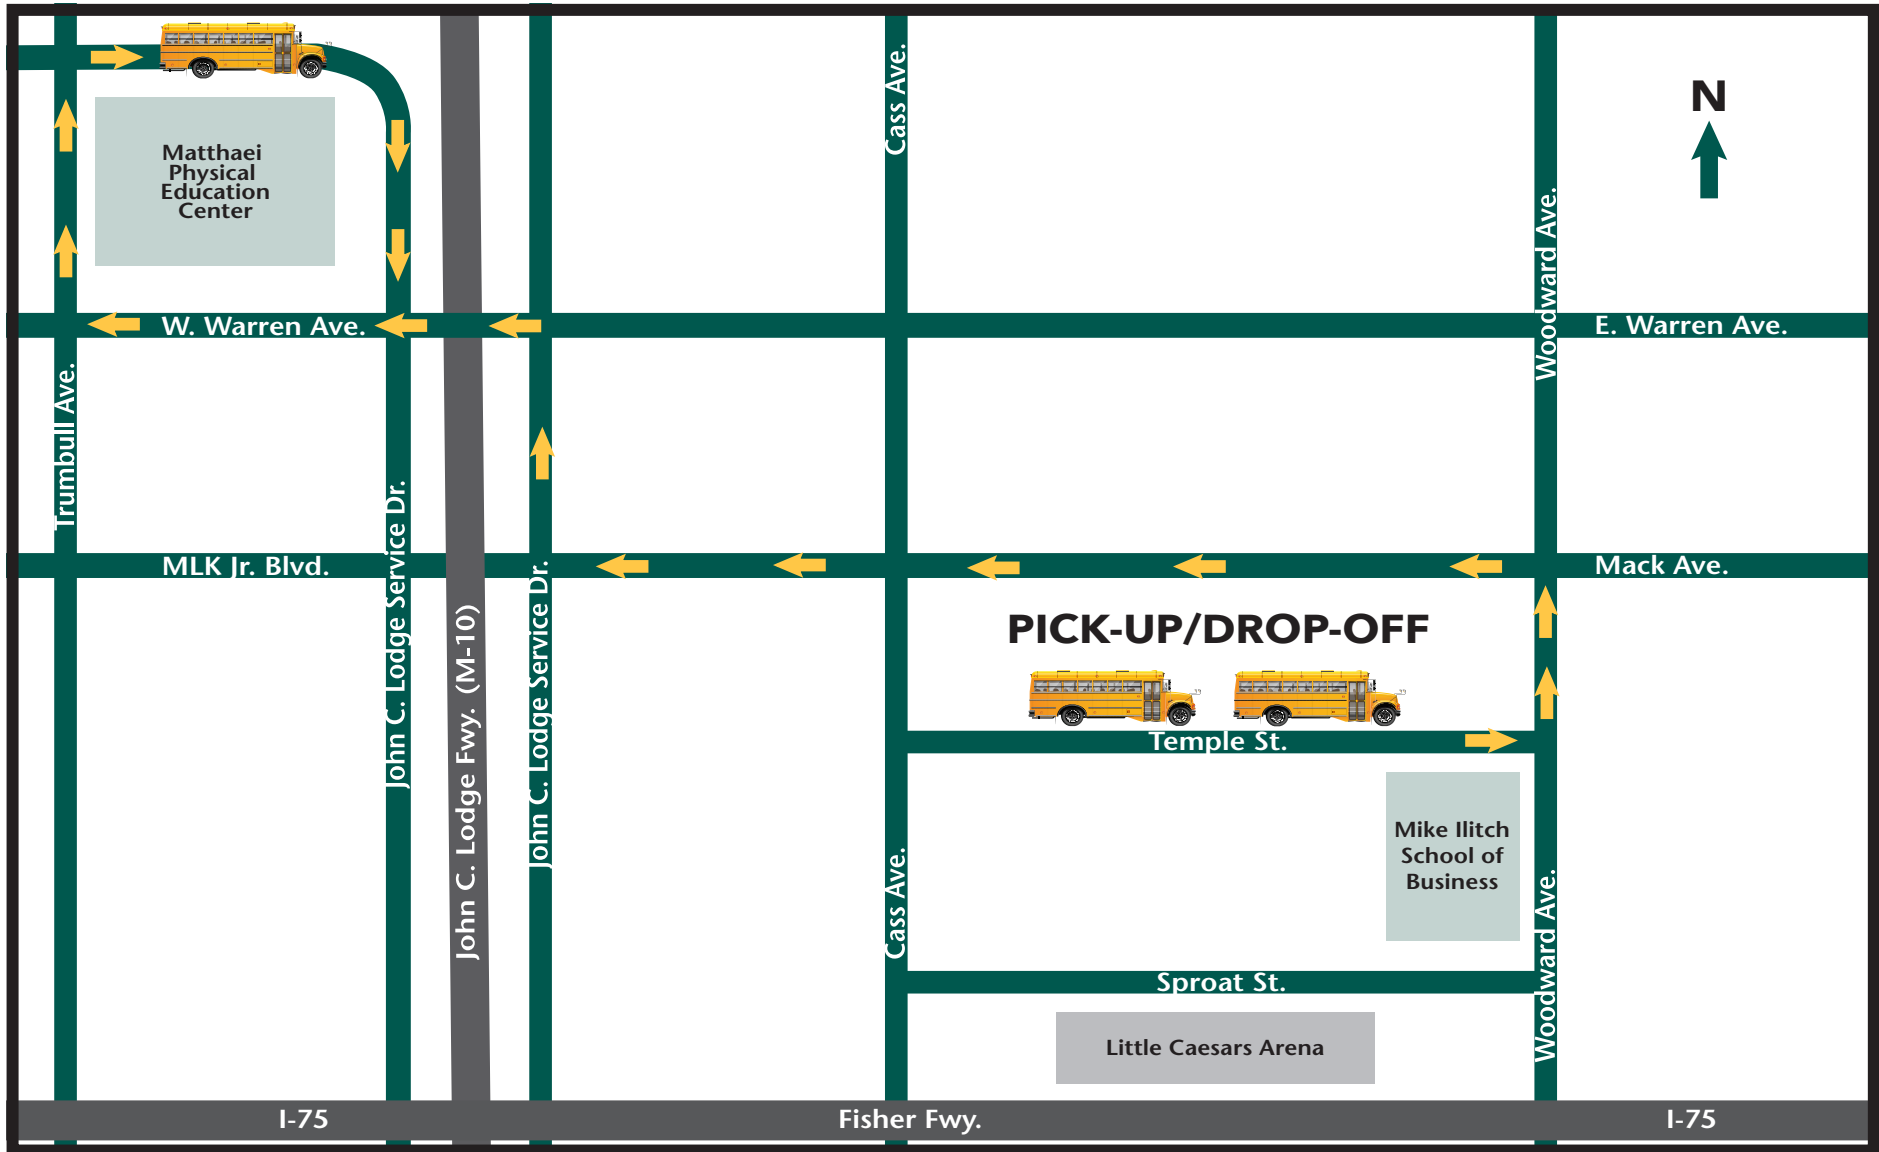 Cass Ave.
N
Matthaei
Physical
Education
Center
Woodward Ave.
W. Warren Ave.
E. Warren Ave.
Trumbull Ave.
John C. Lodge Service Dr.
MLK Jr. Blvd.
Mack Ave.
John C. Lodge Fwy. (M-10)
John C. Lodge Service Dr.
PICK-UP/DROP-OFF
Temple St.
Mike Ilitch
School of
Business
Cass Ave.
Woodward Ave.
Sproat St.
Little Caesars Arena
I-75
Fisher Fwy.
I-75